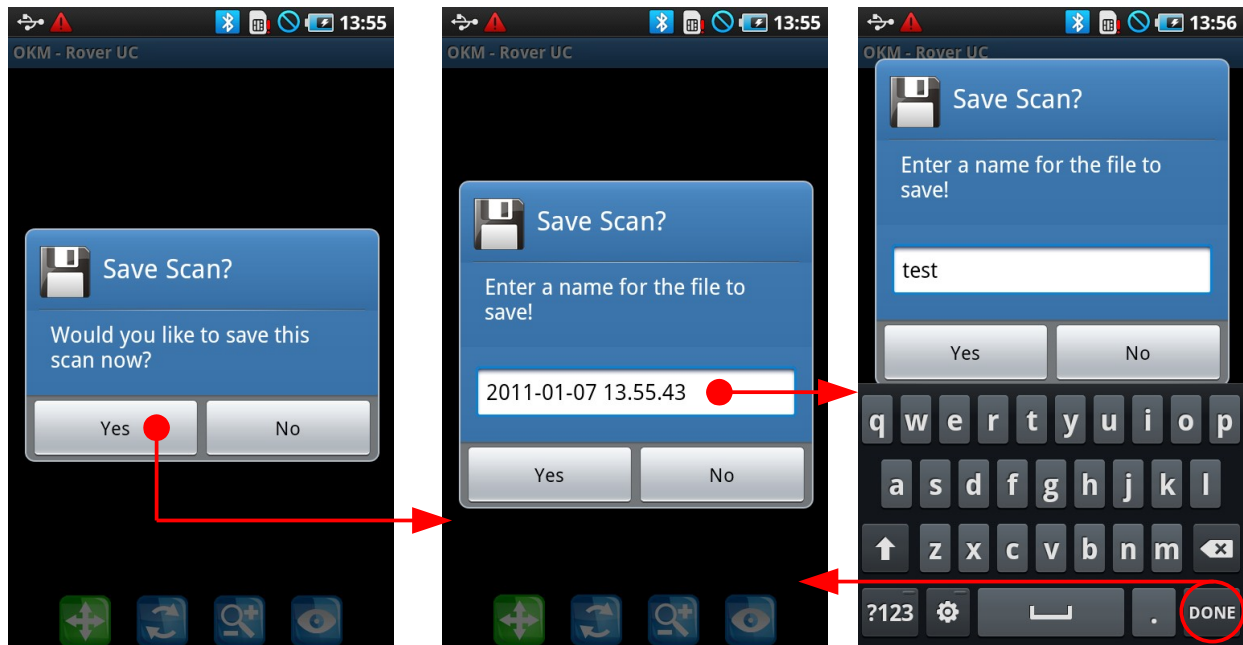 13:55
OKM - Rover UC
Save Scan?
Would you like to save this
scan now?
Yes
No
13:55
OKM - Rover UC
Save Scan?
Enter a name for the file to
save!
2011-01-07 13.55.43
Yes
No
13:56
OKM - Rover UC
Save Scan?
Enter a name for the file to
save!
test
Yes
No
q w e r t y u i o p
a s d f g h j k l
z x c v b n m
?123 . DONE